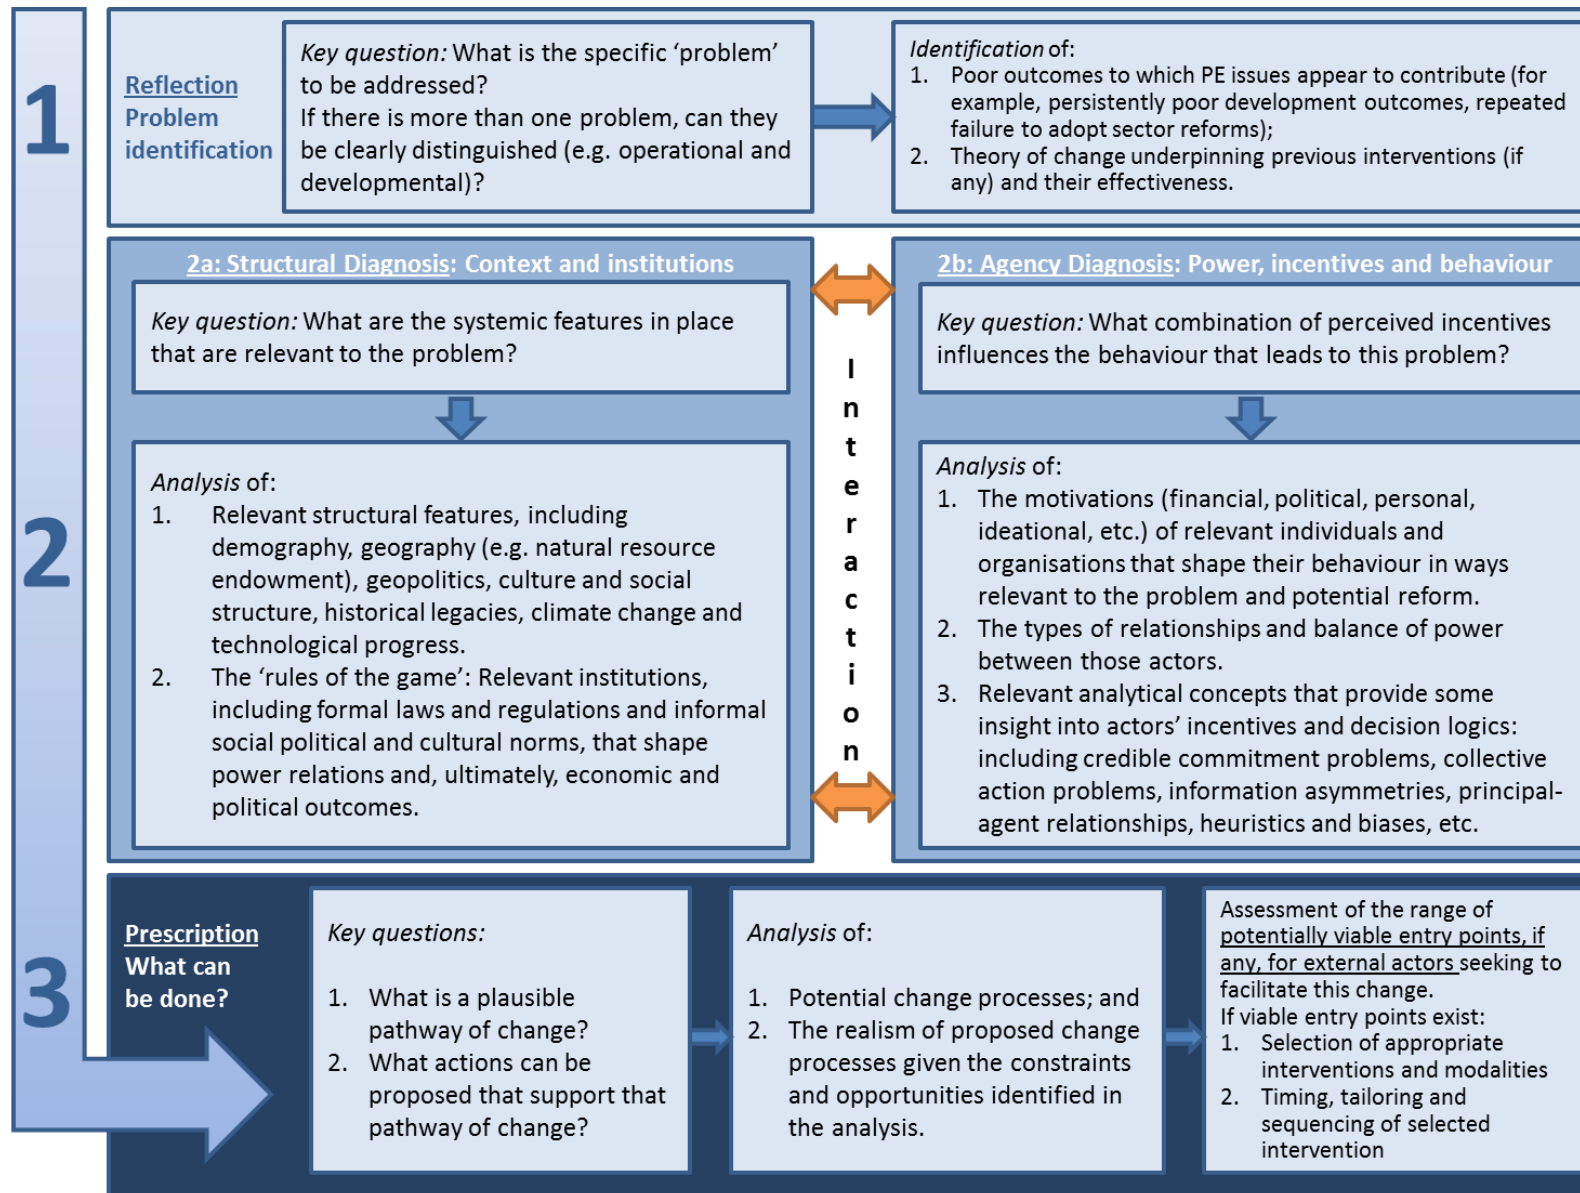 1
Reflection
Problem
identification
Key question: What is the specific ‘problem’
to be addressed?
If there is more than one problem, can they
be clearly distinguished (e.g. operational and
developmental)?
Identification of:
1. Poor outcomes to which PE issues appear to contribute (for
example, persistently poor development outcomes, repeated
failure to adopt sector reforms);
2. Theory of change underpinning previous interventions (if
any) and their effectiveness.
2
2a: Structural Diagnosis: Context and institutions
Key question: What are the systemic features in place
that are relevant to the problem?
Analysis of:
1. Relevant structural features, including
demography, geography (e.g. natural resource
endowment), geopolitics, culture and social
structure, historical legacies, climate change and
technological progress.
2. The ‘rules of the game’: Relevant institutions,
including formal laws and regulations and informal
social political and cultural norms, that shape
power relations and, ultimately, economic and
political outcomes.
Interaction
2b: Agency Diagnosis: Power, incentives and behaviour
Key question: What combination of perceived incentives
influences the behaviour that leads to this problem?
Analysis of:
1. The motivations (financial, political, personal,
ideational, etc.) of relevant individuals and
organisations that shape their behaviour in ways
relevant to the problem and potential reform.
2. The types of relationships and balance of power
between those actors.
3. Relevant analytical concepts that provide some
insight into actors’ incentives and decision logics:
including credible commitment problems, collective
action problems, information asymmetries, principal-
agent relationships, heuristics and biases, etc.
3
Prescription
What can
be done?
Key questions:
1. What is a plausible
pathway of change?
2. What actions can be
proposed that support that
pathway of change?
Analysis of:
1. Potential change processes; and
2. The realism of proposed change
processes given the constraints
and opportunities identified in
the analysis.
Assessment of the range of
potentially viable entry points, if
any, for external actors seeking to
facilitate this change.
If viable entry points exist:
1. Selection of appropriate
interventions and modalities
2. Timing, tailoring and
sequencing of selected
intervention